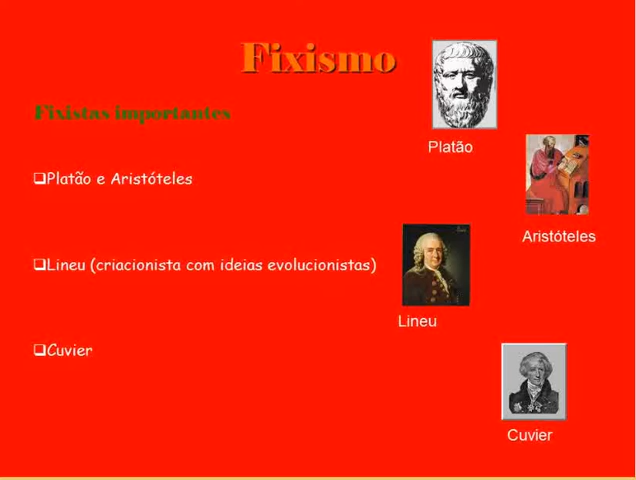 Fixismo
Fixistas importantes
Platão
❑Platão e Aristóteles
Aristóteles
❑Lineu (criacionista com ideias evolucionistas)
Lineu
❑Cuvier
Cuvier